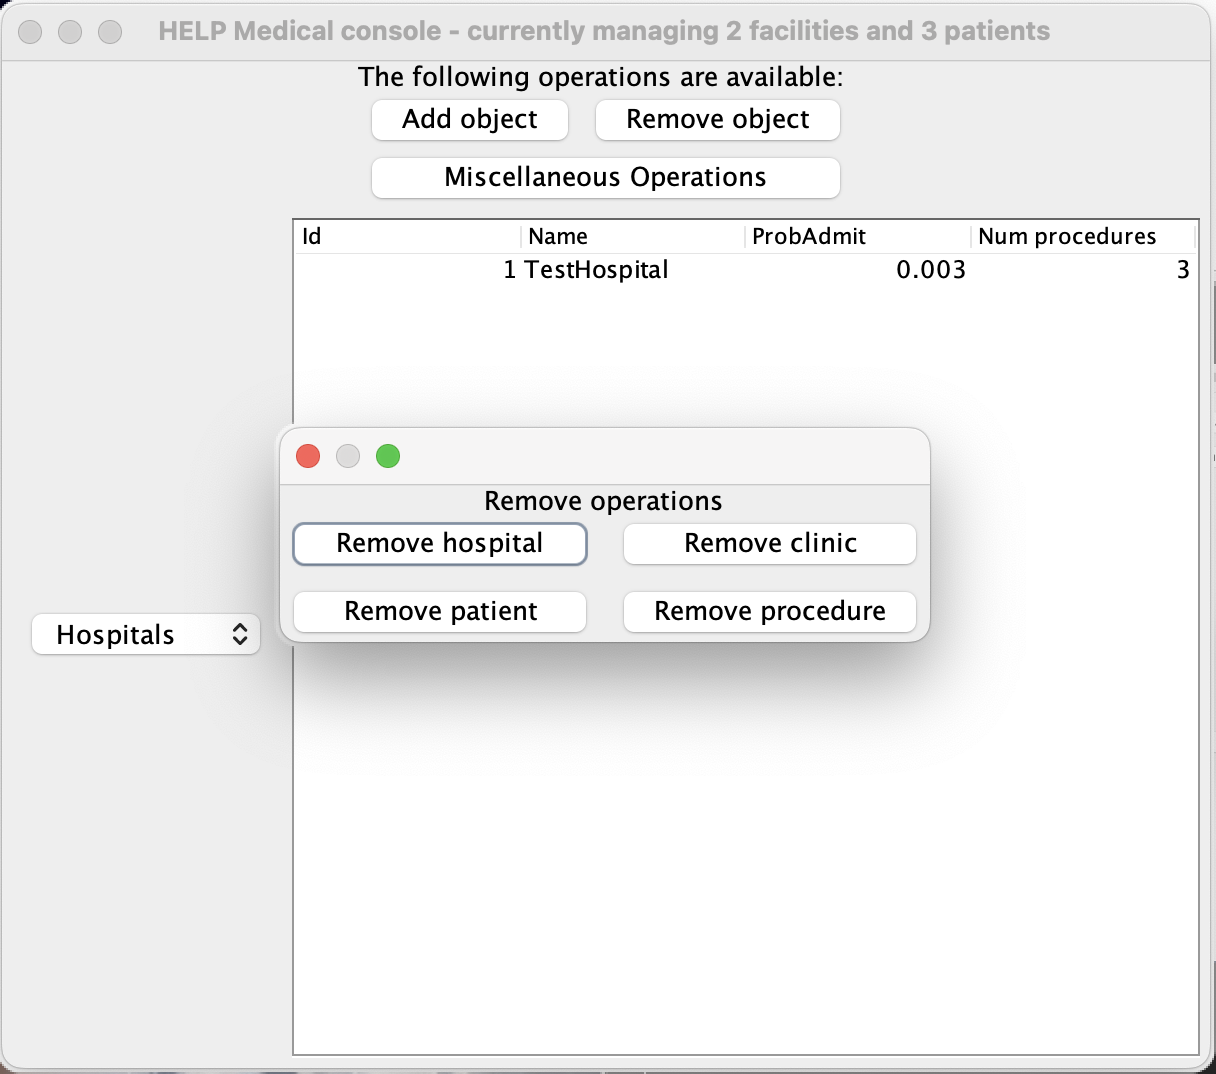 HELP Medical console - currently managing 2 facilities and 3 patients
The following operations are available:
Add object Remove object
Miscellaneous Operations
Id Name ProbAdmit Num procedures
1 TestHospital 0.003 3
Remove operations
Remove hospital Remove clinic
Remove patient Remove procedure
Hospitals